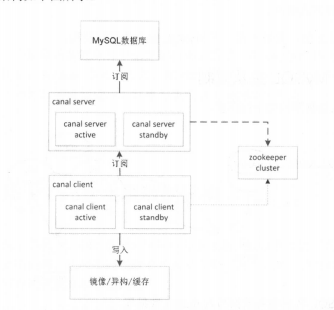 MySQL数据库
订阅
canal server
canal server
active
canal server
standby
订阅
zookeeper
cluster
canal client
canal client
active
canal client
standby
写入
镜像/异构/缓存